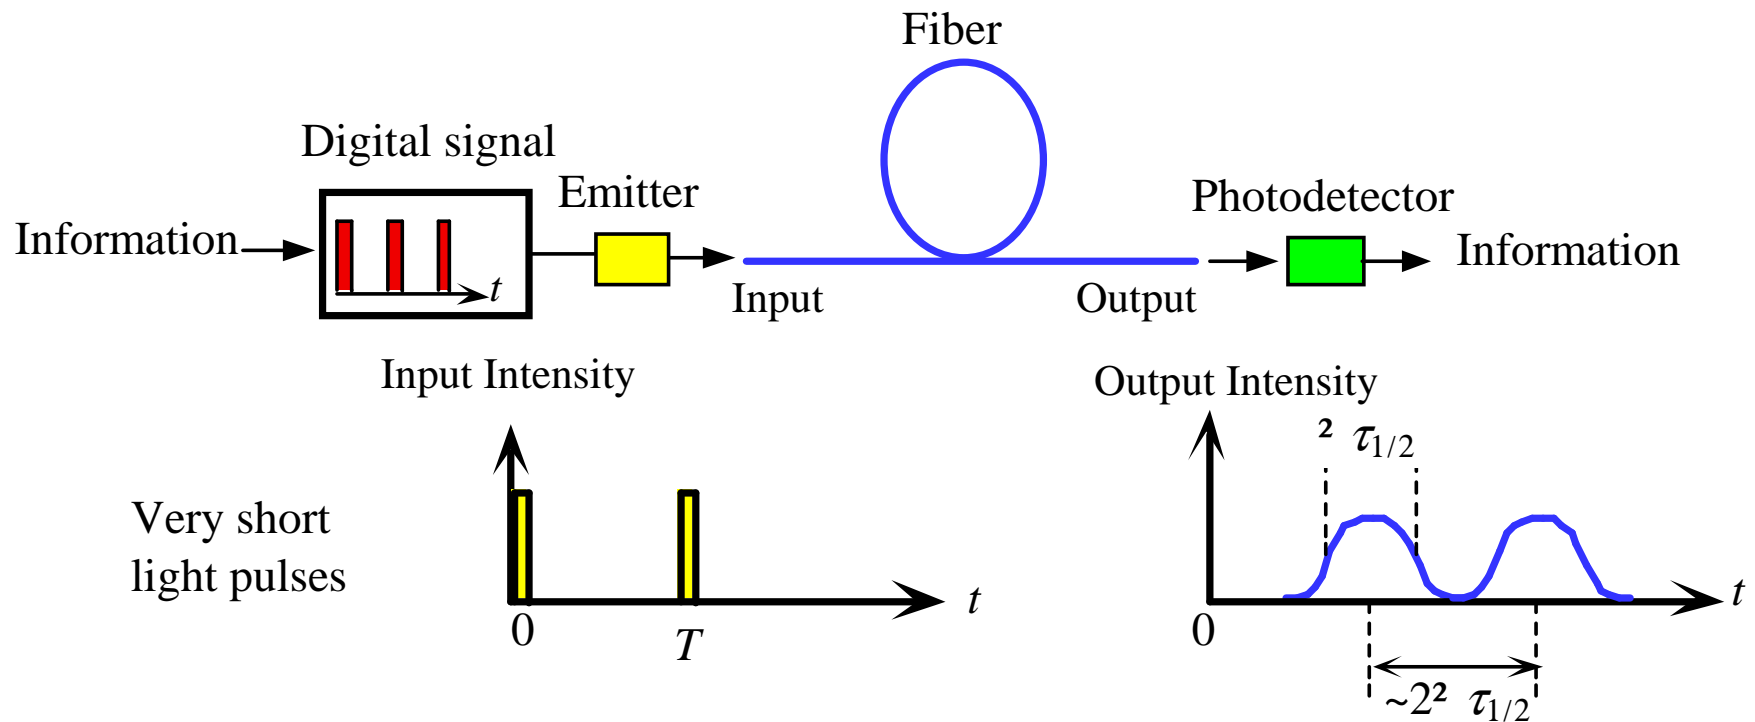 Fiber
Digital signal
Emitter
Photodetector
Information
t
Information
Input
Output
Input Intensity
Output Intensity
² τ1/2
Very short
light pulses
t
t
0
T
0
~2² τ1/2